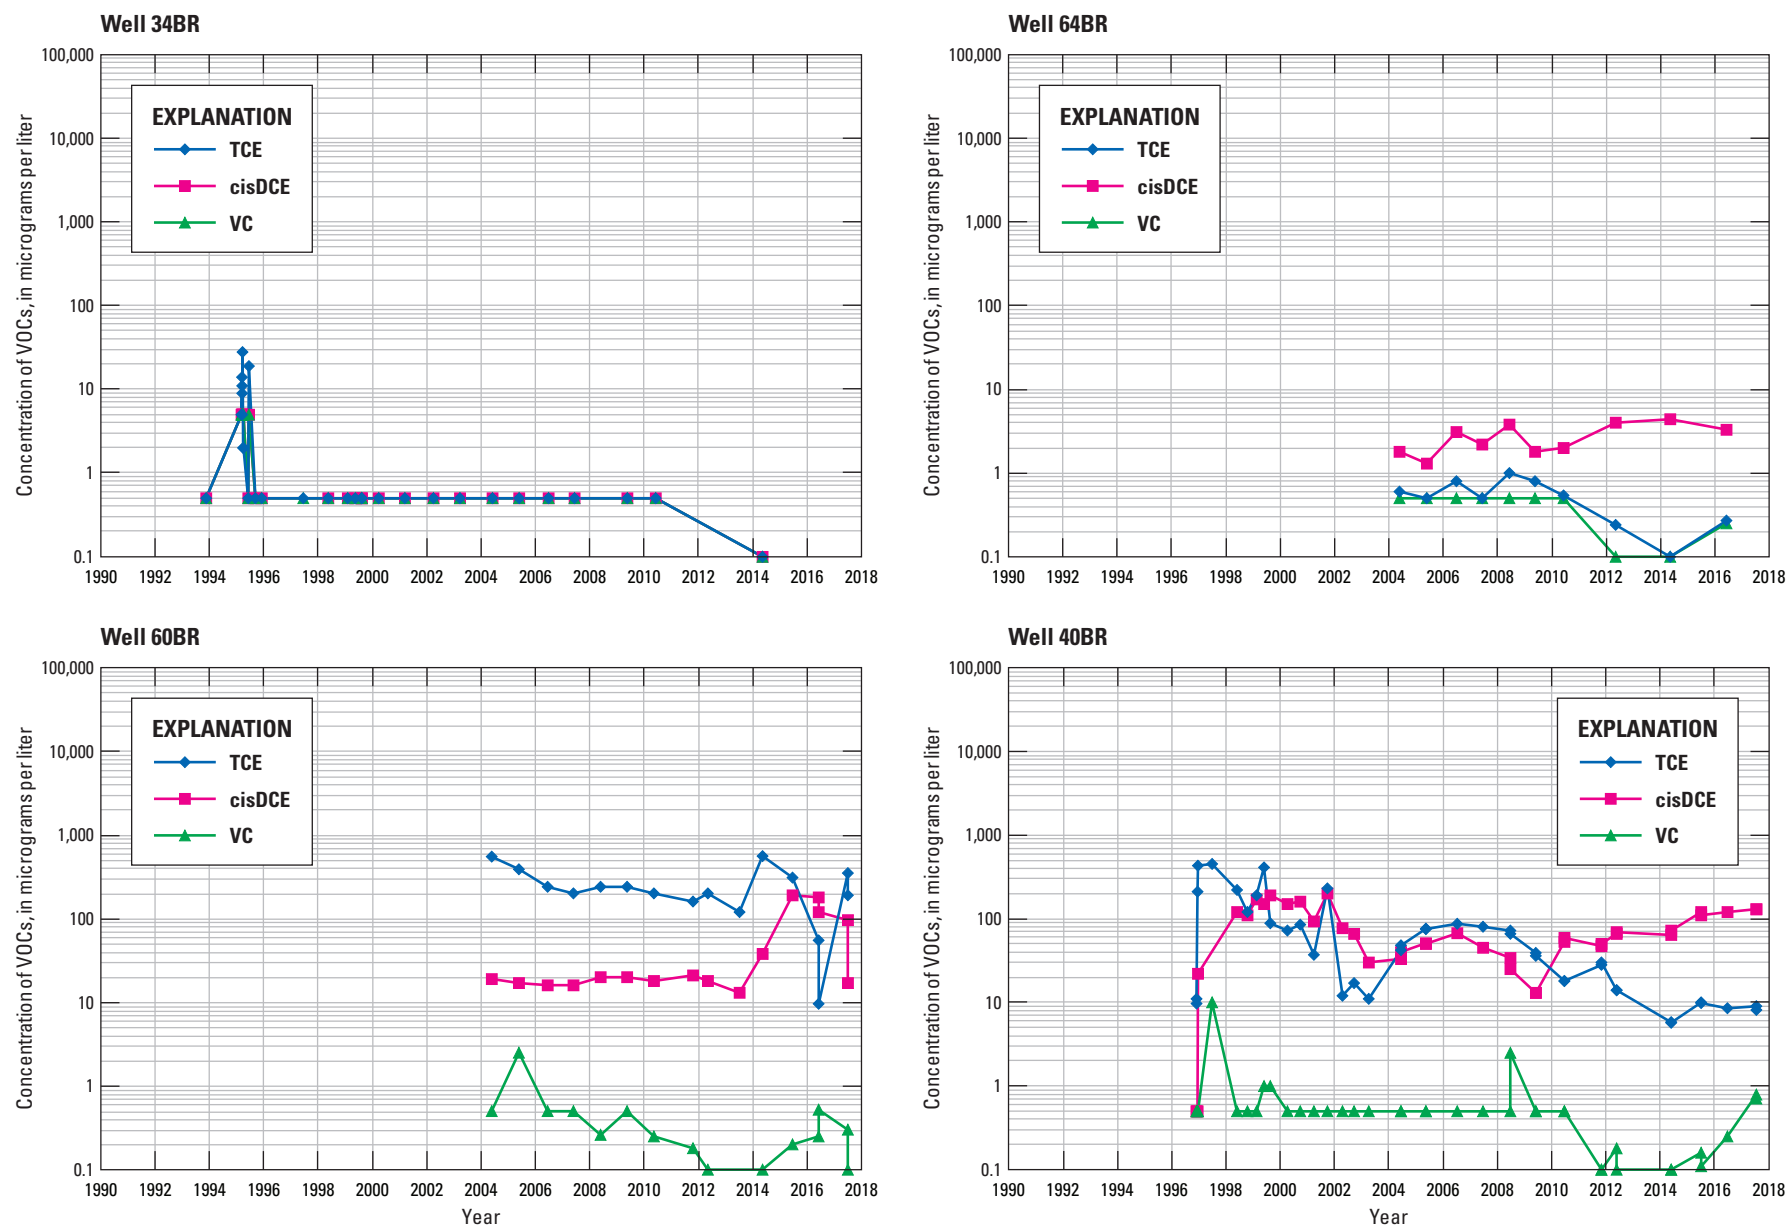 Well 34BR
Concentration of VOCs, in micrograms per liter
100,000
10,000
1,000
100
10
1
0.1
EXPLANATION
TCE
cisDCE
VC
1990 1992 1994 1996 1998 2000 2002 2004 2006 2008 2010 2012 2014 2016 2018
Well 64BR
Concentration of VOCs, in micrograms per liter
100,000
10,000
1,000
100
10
1
0.1
EXPLANATION
TCE
cisDCE
VC
1990 1992 1994 1996 1998 2000 2002 2004 2006 2008 2010 2012 2014 2016 2018
Well 60BR
Concentration of VOCs, in micrograms per liter
100,000
10,000
1,000
100
10
1
0.1
EXPLANATION
TCE
cisDCE
VC
1990 1992 1994 1996 1998 2000 2002 2004 2006 2008 2010 2012 2014 2016 2018
Year
Well 40BR
Concentration of VOCs, in micrograms per liter
100,000
10,000
1,000
100
10
1
0.1
EXPLANATION
TCE
cisDCE
VC
1990 1992 1994 1996 1998 2000 2002 2004 2006 2008 2010 2012 2014 2016 2018
Year